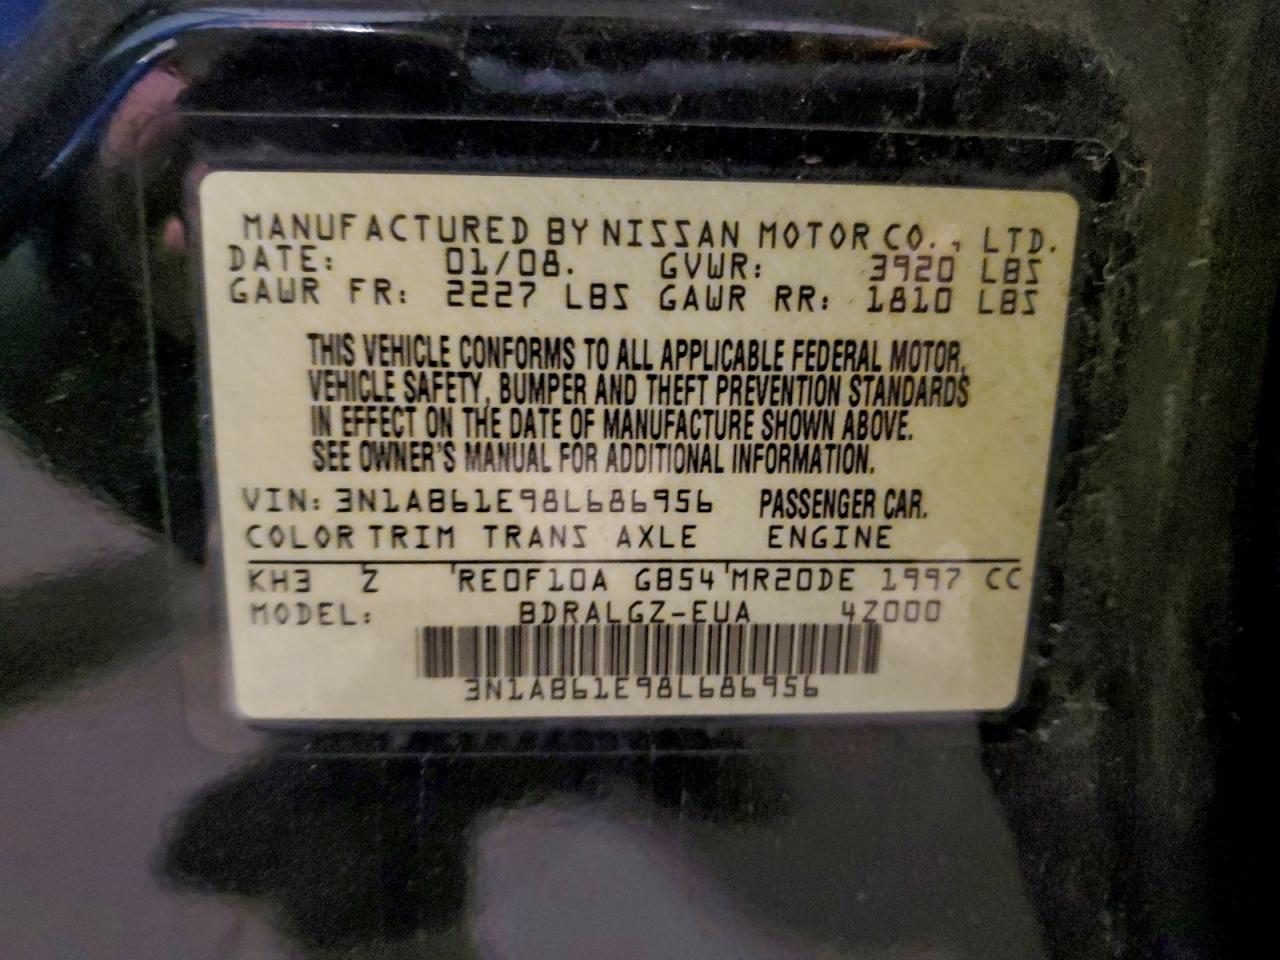 MANUFACTURED BY NISSAN MOTOR CO., LTD.
DATE: 01/08. GVWR: 3920 LBS
GAWR FR: 2227 LBS GAWR RR: 1810 LBS
THIS VEHICLE CONFORMS TO ALL APPLICABLE FEDERAL MOTOR,
VEHICLE SAFETY, BUMPER AND THEFT PREVENTION STANDARDS
IN EFFECT ON THE DATE OF MANUFACTURE SHOWN ABOVE.
SEE OWNER'S MANUAL FOR ADDITIONAL INFORMATION.
VIN: 3N1AB61E98L686956 PASSENGER CAR.
COLOR TRIM TRANS AXLE ENGINE
KH3 Z 'RE0F10A GB54'MR20DE 1997 CC
MODEL: BDRALGZ-EUA 4Z000
3N1AB61E98L686956